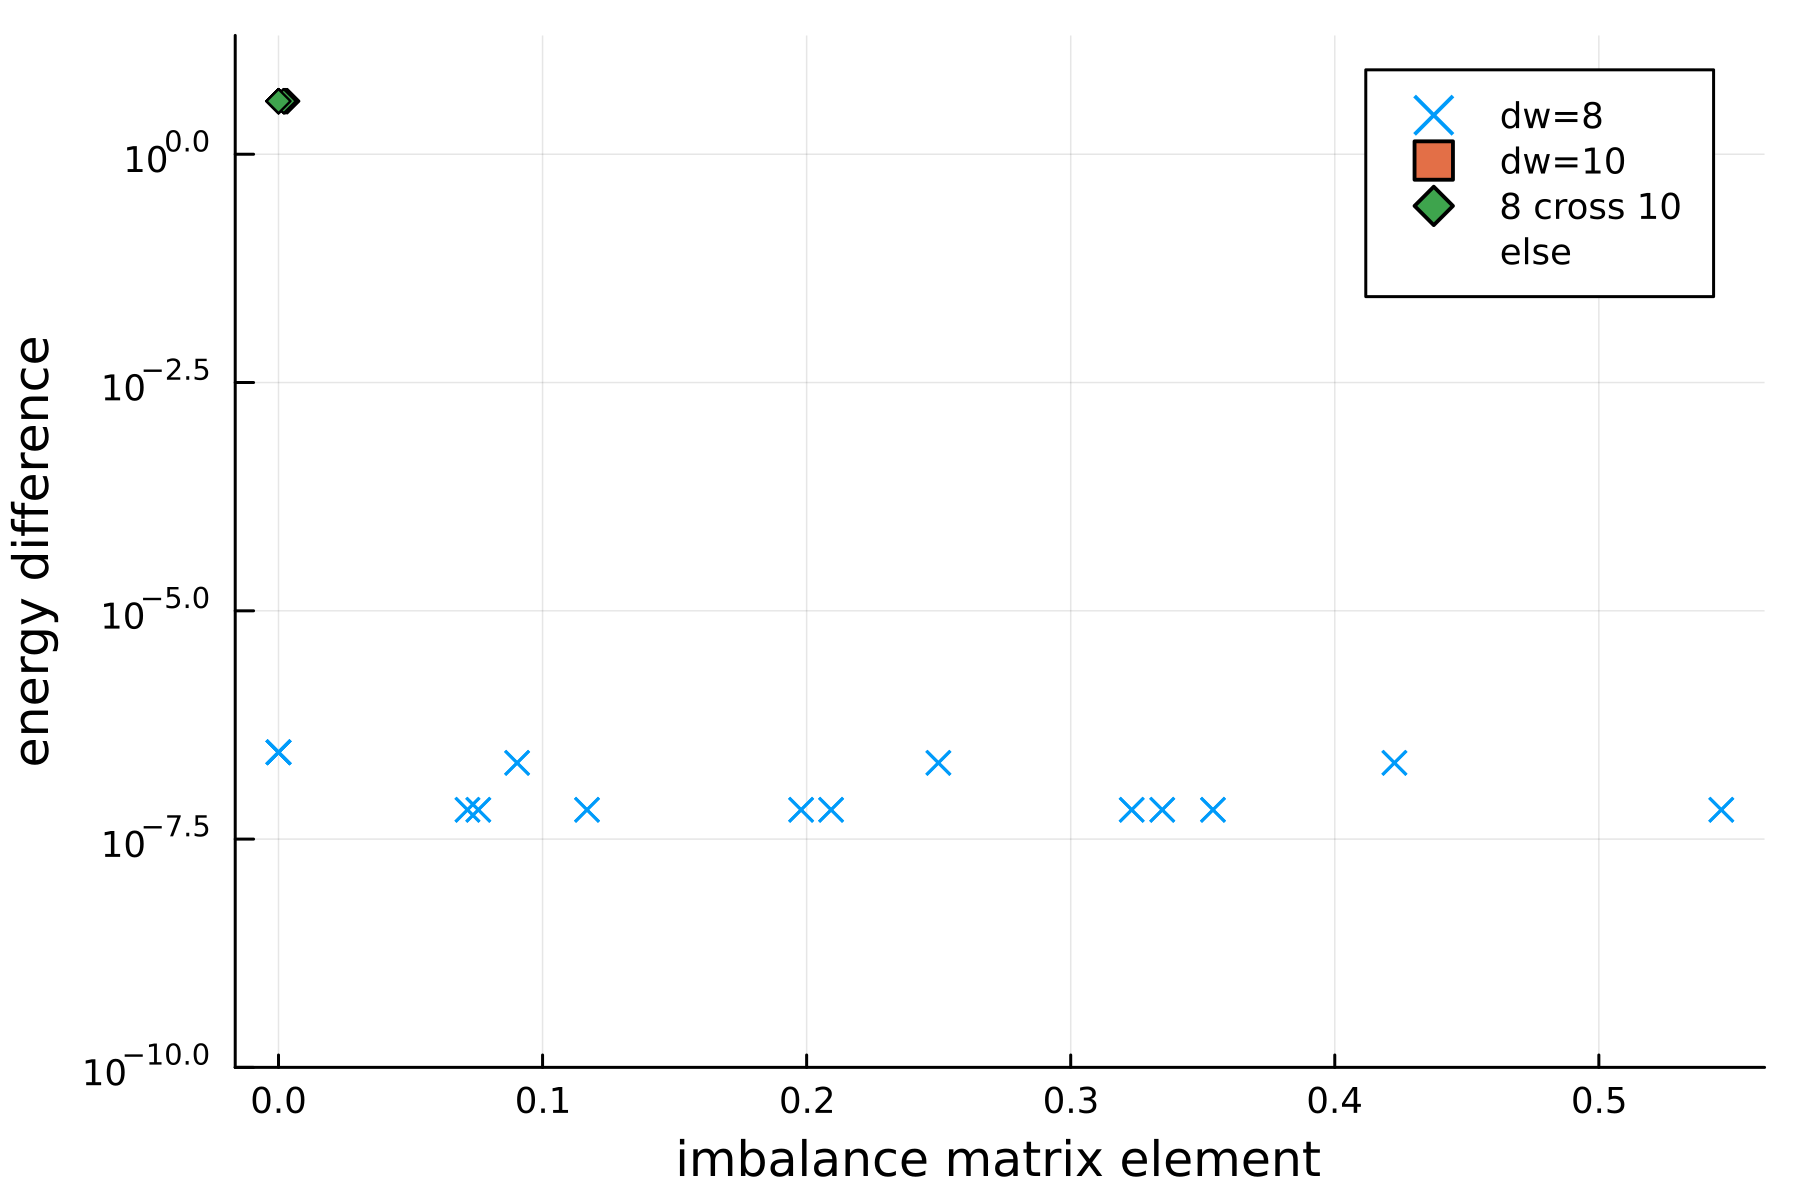 dw=8
dw=10
8 cross 10
else
10^0.0
10^−2.5
10^−5.0
10^−7.5
10^−10.0
energy difference
0.0 0.1 0.2 0.3 0.4 0.5
imbalance matrix element